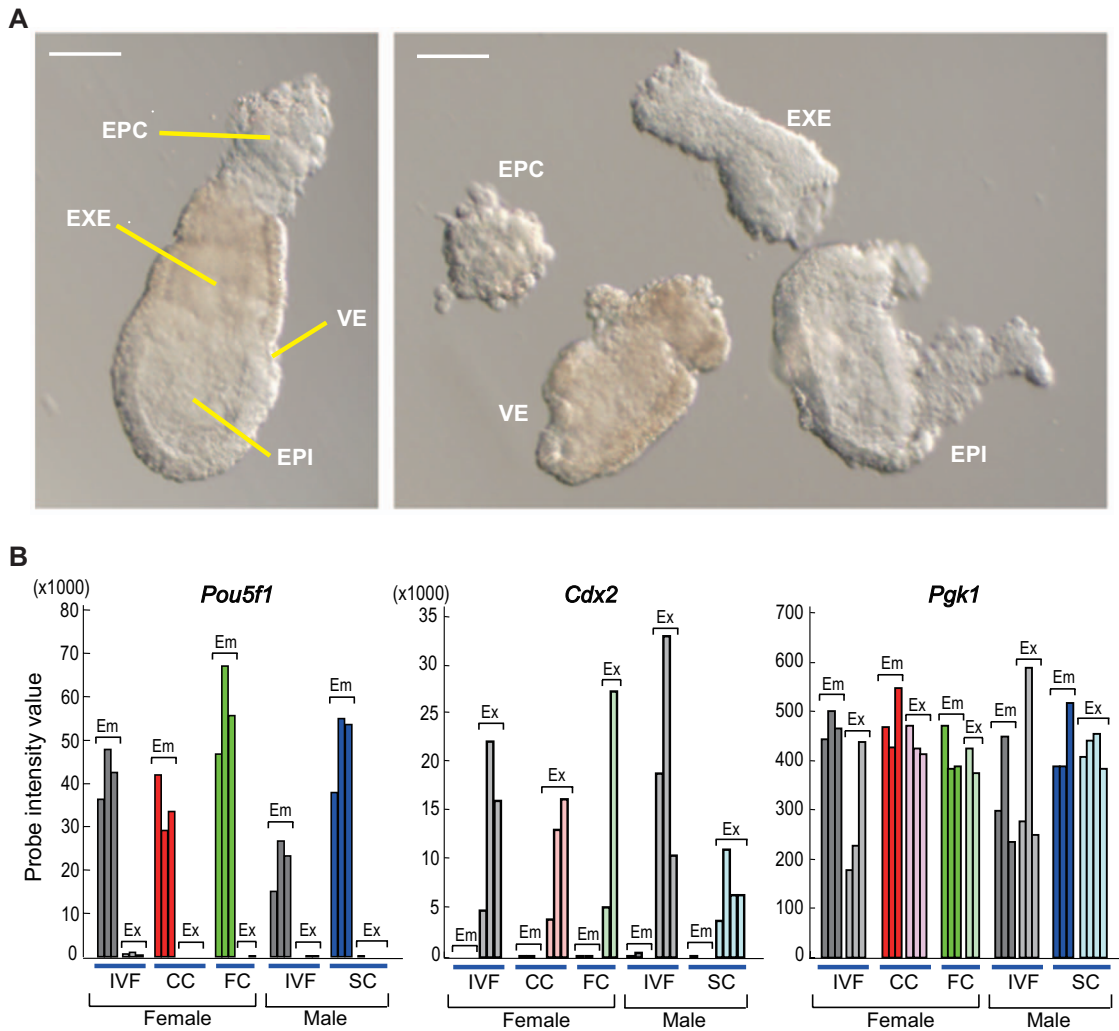 A
EPC
EXE
VE
EPI
EXE
EPC
VE
EPI
B
(x1000)
Pou5f1
80
70
60
50
40
30
20
10
0
Probe intensity value
Em
Ex
Em
Ex
Em
Ex
Em
Ex
Em
Ex
IVF CC FC IVF SC
Female Male
(x1000)
Cdx2
35
30
25
20
15
10
5
0
Em
Ex
Em
Ex
Em
Ex
Em
Ex
Em
Ex
IVF CC FC IVF SC
Female Male
Pgk1
700
600
500
400
300
200
100
0
Em
Ex
Em
Ex
Em
Ex
Em
Ex
Em
Ex
IVF CC FC IVF SC
Female Male